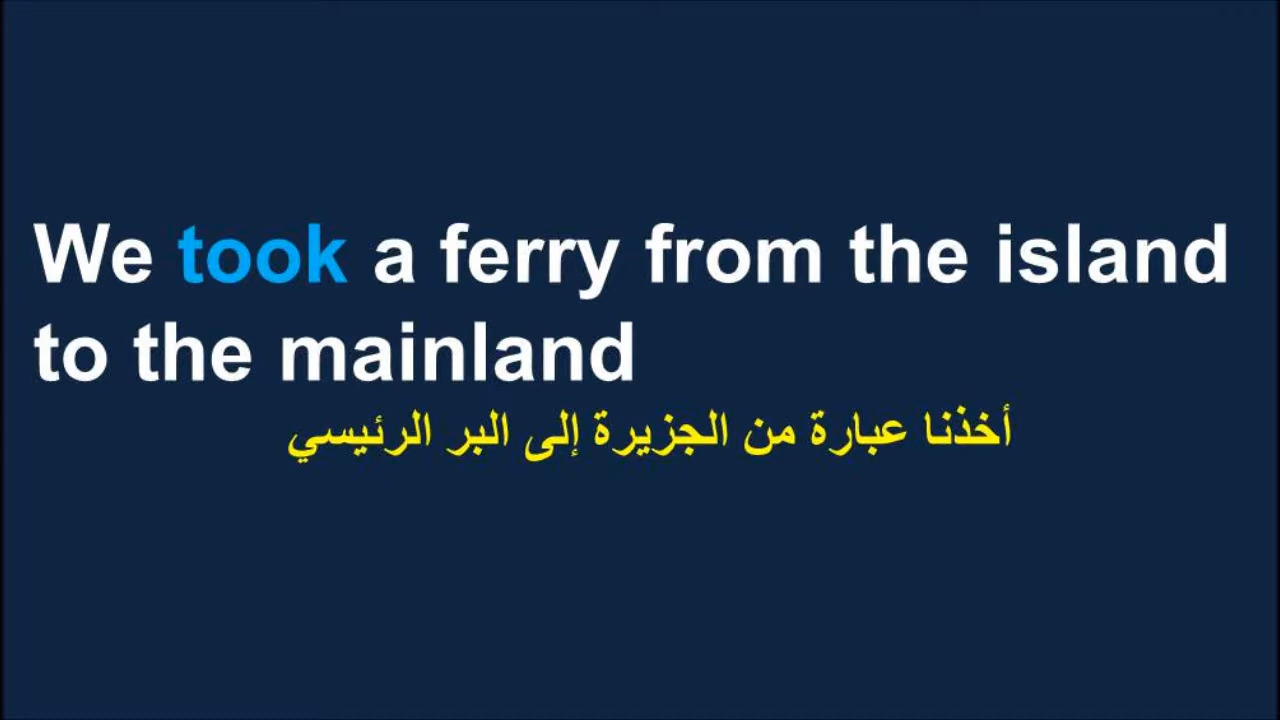 We took a ferry from the island
to the mainland
أخذنا عبارة من الجزيرة إلى البر الرئيسي